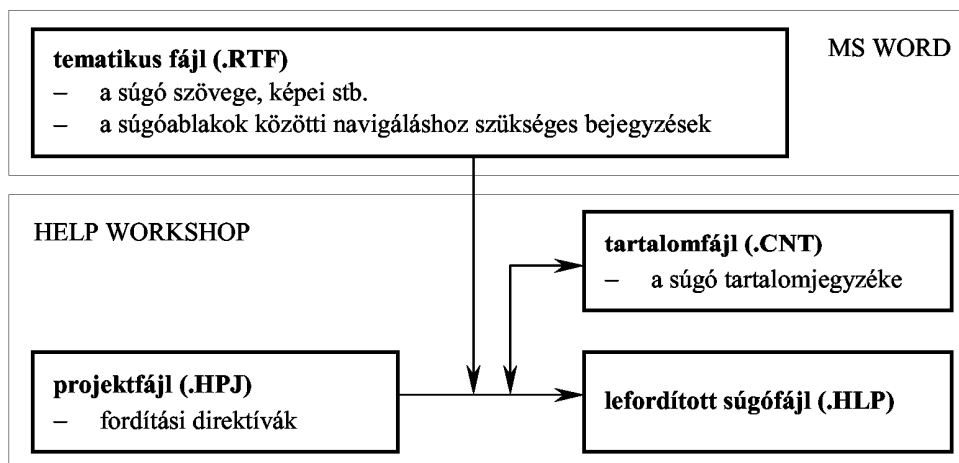 MS WORD
tematikus fájl (.RTF)
– a súgó szövege, képei stb.
– a súgóablakok közötti navigáláshoz szükséges bejegyzések
HELP WORKSHOP
tartalomfájl (.CNT)
– a súgó tartalomjegyzéke
projektfájl (.HPJ)
– fordítási direktívák
lefordított súgófájl (.HLP)